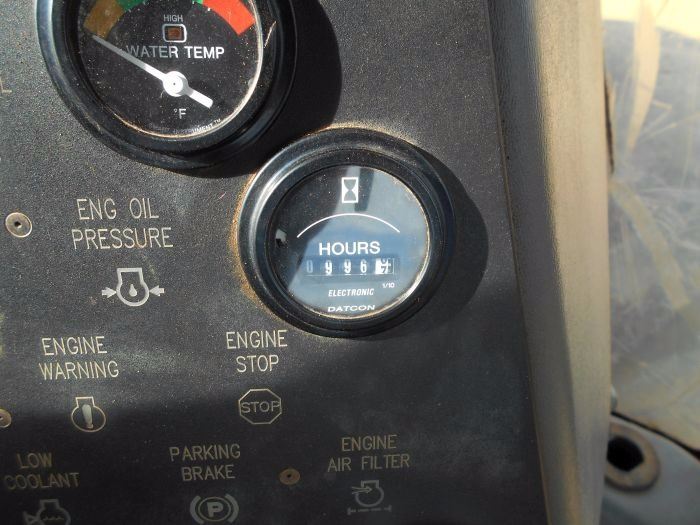 HIGH
WATER TEMP
°F
ENG OIL
PRESSURE
HOURS
0996
ELECTRONIC 1/10
DATCON
ENGINE
WARNING
ENGINE
STOP
STOP
LOW
COOLANT
PARKING
BRAKE
P
ENGINE
AIR FILTER